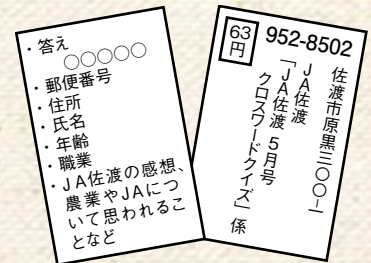 ・答え
○○○○○
・郵便番号
・住所
・氏名
・年齢
・職業
・JA佐渡の感想、
農業やJAにつ
いて思われるこ
となど
63
円
952-8502
佐渡市原黒三〇〇ー一
JA佐渡
「JA佐渡 5月号
クロスワードクイズ」係